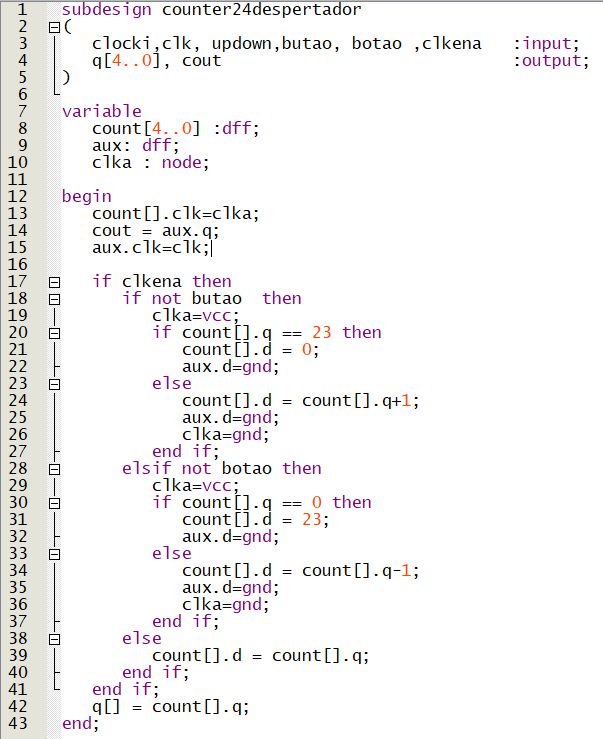 1 subdesign counter24despertador
2 (
3 clocki,clk, updown,butao, botao ,clkena :input;
4 q[4..0], cout :output;
5 )
6
7 variable
8 count[4..0] :dff;
9 aux: dff;
10 clka : node;
11
12 begin
13 count[].clk=clka;
14 cout = aux.q;
15 aux.clk=clk;
16
17 if clkena then
18 if not butao then
19 clka=vcc;
20 if count[].q == 23 then
21 count[].d = 0;
22 aux.d=gnd;
23 else
24 count[].d = count[].q+1;
25 aux.d=gnd;
26 clka=gnd;
27 end if;
28 elsif not botao then
29 clka=vcc;
30 if count[].q == 0 then
31 count[].d = 23;
32 aux.d=gnd;
33 else
34 count[].d = count[].q-1;
35 aux.d=gnd;
36 clka=gnd;
37 end if;
38 else
39 count[].d = count[].q;
40 end if;
41 end if;
42 q[] = count[].q;
43 end;